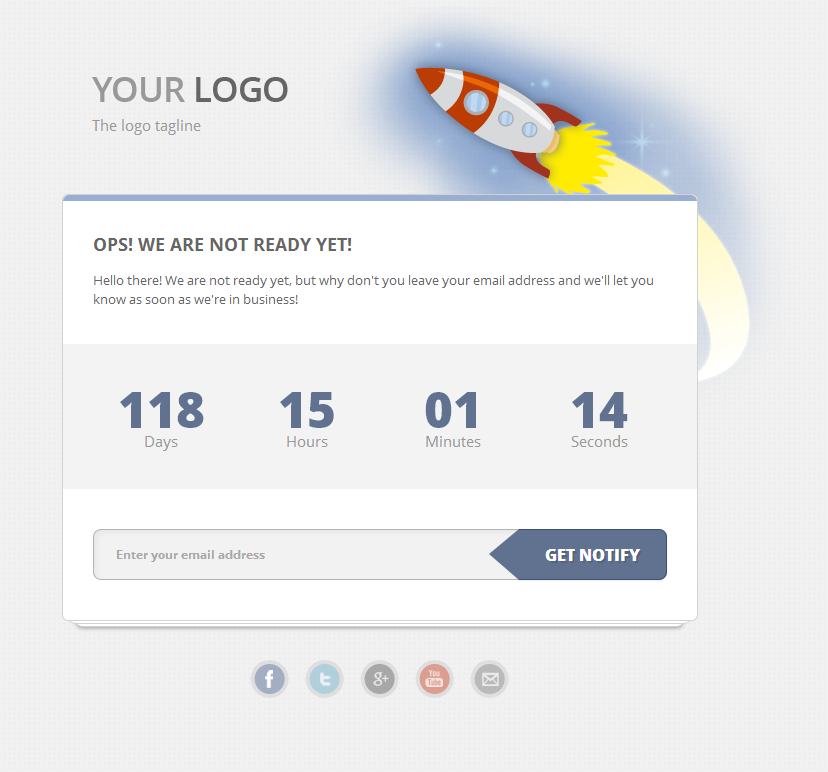 YOUR LOGO
The logo tagline
OPS! WE ARE NOT READY YET!
Hello there! We are not ready yet, but why don't you leave your email address and we'll let you
know as soon as we're in business!
118 15 01 14
Days Hours Minutes Seconds
Enter your email address GET NOTIFY
f t g+ You Tube